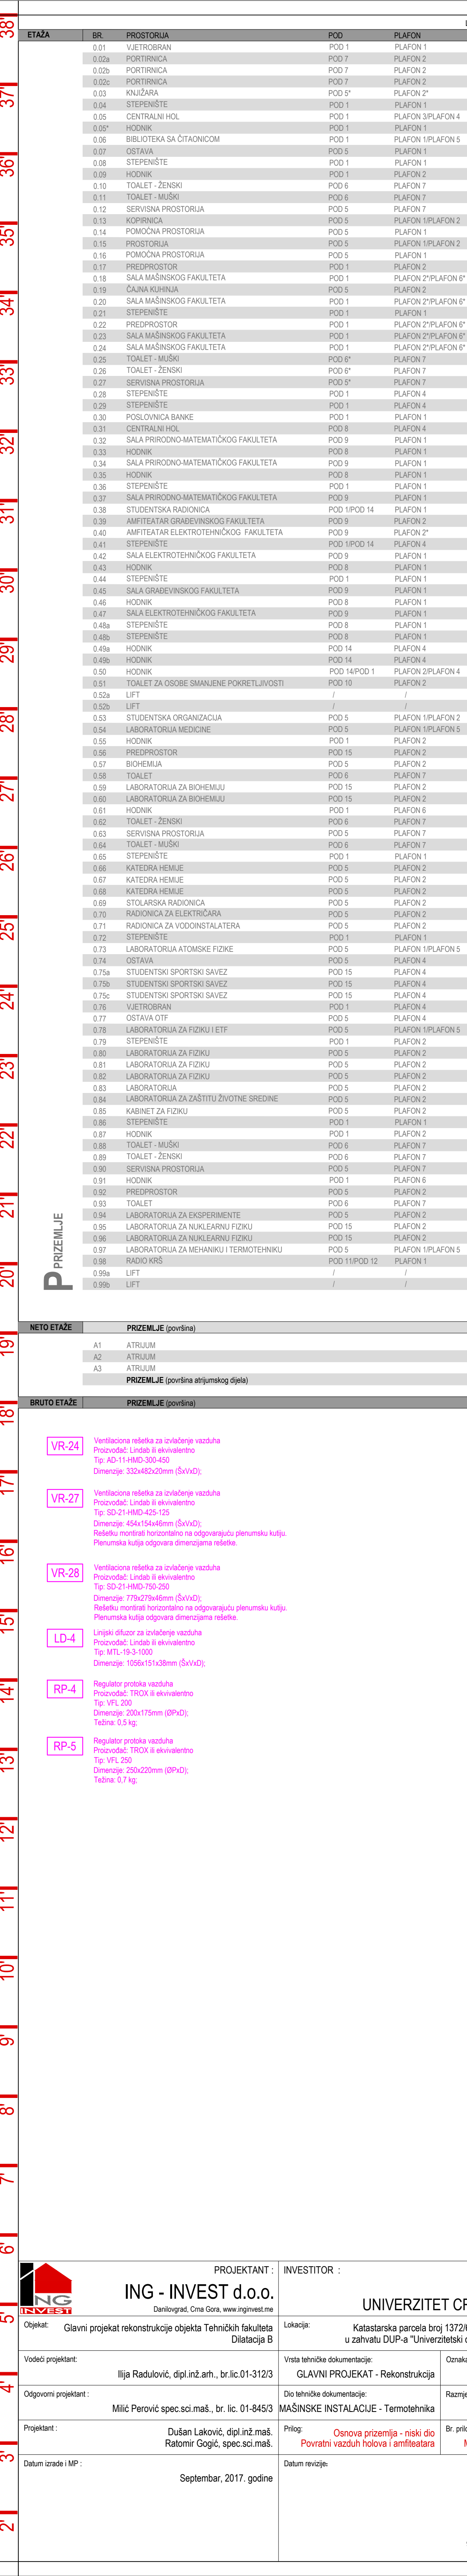 ETAŽA BR. PROSTORIJA POD PLAFON
0.01 VJETROBRAN POD 1 PLAFON 1
0.02a PORTIRNICA POD 7 PLAFON 2
0.02b PORTIRNICA POD 7 PLAFON 2
0.02c PORTIRNICA POD 7 PLAFON 2
0.03 KNJIŽARA POD 5* PLAFON 2*
0.04 STEPENIŠTE POD 1 PLAFON 1
0.05 CENTRALNI HOL POD 1 PLAFON 3/PLAFON 4
0.05* HODNIK POD 1 PLAFON 1
0.06 BIBLIOTEKA SA ČITAONICOM POD 1 PLAFON 1/PLAFON 5
0.07 OSTAVA POD 5 PLAFON 1
0.08 STEPENIŠTE POD 1 PLAFON 1
0.09 HODNIK POD 1 PLAFON 2
0.10 TOALET - ŽENSKI POD 6 PLAFON 7
0.11 TOALET - MUŠKI POD 6 PLAFON 7
0.12 SERVISNA PROSTORIJA POD 5 PLAFON 7
0.13 KOPIRNICA POD 5 PLAFON 1/PLAFON 2
0.14 POMOĆNA PROSTORIJA POD 5 PLAFON 1
0.15 PROSTORIJA POD 5 PLAFON 1/PLAFON 2
0.16 POMOĆNA PROSTORIJA POD 5 PLAFON 1
0.17 PREDPROSTOR POD 1 PLAFON 2
0.18 SALA MAŠINSKOG FAKULTETA POD 1 PLAFON 2*/PLAFON 6*
0.19 ČAJNA KUHINJA POD 5 PLAFON 2
0.20 SALA MAŠINSKOG FAKULTETA POD 1 PLAFON 2*/PLAFON 6*
0.21 STEPENIŠTE POD 1 PLAFON 1
0.22 PREDPROSTOR POD 1 PLAFON 2*/PLAFON 6*
0.23 SALA MAŠINSKOG FAKULTETA POD 1 PLAFON 2*/PLAFON 6*
0.24 SALA MAŠINSKOG FAKULTETA POD 1 PLAFON 2*/PLAFON 6*
0.25 TOALET - MUŠKI POD 6* PLAFON 7
0.26 TOALET - ŽENSKI POD 6* PLAFON 7
0.27 SERVISNA PROSTORIJA POD 5* PLAFON 7
0.28 STEPENIŠTE POD 1 PLAFON 4
0.29 STEPENIŠTE POD 1 PLAFON 4
0.30 POSLOVNICA BANKE POD 1 PLAFON 1
0.31 CENTRALNI HOL POD 8 PLAFON 4
0.32 SALA PRIRODNO-MATEMATIČKOG FAKULTETA POD 9 PLAFON 1
0.33 HODNIK POD 8 PLAFON 1
0.34 SALA PRIRODNO-MATEMATIČKOG FAKULTETA POD 9 PLAFON 1
0.35 HODNIK POD 8 PLAFON 1
0.36 STEPENIŠTE POD 1 PLAFON 1
0.37 SALA PRIRODNO-MATEMATIČKOG FAKULTETA POD 9 PLAFON 1
0.38 STUDENTSKA RADIONICA POD 1/POD 14 PLAFON 1
0.39 AMFITEATAR GRAĐEVINSKOG FAKULTETA POD 9 PLAFON 2
0.40 AMFITEATAR ELEKTROTEHNIČKOG FAKULTETA POD 9 PLAFON 2*
0.41 STEPENIŠTE POD 1/POD 14 PLAFON 4
0.42 SALA ELEKTROTEHNIČKOG FAKULTETA POD 9 PLAFON 1
0.43 HODNIK POD 8 PLAFON 1
0.44 STEPENIŠTE POD 1 PLAFON 1
0.45 SALA GRAĐEVINSKOG FAKULTETA POD 9 PLAFON 1
0.46 HODNIK POD 8 PLAFON 1
0.47 SALA ELEKTROTEHNIČKOG FAKULTETA POD 9 PLAFON 1
0.48a STEPENIŠTE POD 8 PLAFON 1
0.48b STEPENIŠTE POD 8 PLAFON 1
0.49a HODNIK POD 14 PLAFON 4
0.49b HODNIK POD 14 PLAFON 4
0.50 HODNIK POD 14/POD 1 PLAFON 2/PLAFON 4
0.51 TOALET ZA OSOBE SMANJENE POKRETLJIVOSTI POD 10 PLAFON 2
0.52a LIFT / /
0.52b LIFT / /
0.53 STUDENTSKA ORGANIZACIJA POD 5 PLAFON 1/PLAFON 2
0.54 LABORATORIJA MEDICINE POD 5 PLAFON 1/PLAFON 5
0.55 HODNIK POD 1 PLAFON 2
0.56 PREDPROSTOR POD 15 PLAFON 2
0.57 BIOHEMIJA POD 5 PLAFON 2
0.58 TOALET POD 6 PLAFON 7
0.59 LABORATORIJA ZA BIOHEMIJU POD 15 PLAFON 2
0.60 LABORATORIJA ZA BIOHEMIJU POD 15 PLAFON 2
0.61 HODNIK POD 1 PLAFON 6
0.62 TOALET - ŽENSKI POD 6 PLAFON 7
0.63 SERVISNA PROSTORIJA POD 5 PLAFON 7
0.64 TOALET - MUŠKI POD 6 PLAFON 7
0.65 STEPENIŠTE POD 1 PLAFON 1
0.66 KATEDRA HEMIJE POD 5 PLAFON 2
0.67 KATEDRA HEMIJE POD 5 PLAFON 2
0.68 KATEDRA HEMIJE POD 5 PLAFON 2
0.69 STOLARSKA RADIONICA POD 5 PLAFON 2
0.70 RADIONICA ZA ELEKTRIČARA POD 5 PLAFON 2
0.71 RADIONICA ZA VODOINSTALATERA POD 5 PLAFON 2
0.72 STEPENIŠTE POD 1 PLAFON 1
0.73 LABORATORIJA ATOMSKE FIZIKE POD 5 PLAFON 1/PLAFON 5
0.74 OSTAVA POD 5 PLAFON 4
0.75a STUDENTSKI SPORTSKI SAVEZ POD 15 PLAFON 4
0.75b STUDENTSKI SPORTSKI SAVEZ POD 15 PLAFON 4
0.75c STUDENTSKI SPORTSKI SAVEZ POD 15 PLAFON 4
0.76 VJETROBRAN POD 1 PLAFON 4
0.77 OSTAVA OTF POD 5 PLAFON 4
0.78 LABORATORIJA ZA FIZIKU I ETF POD 5 PLAFON 1/PLAFON 5
0.79 STEPENIŠTE POD 1 PLAFON 2
0.80 LABORATORIJA ZA FIZIKU POD 5 PLAFON 2
0.81 LABORATORIJA ZA FIZIKU POD 5 PLAFON 2
0.82 LABORATORIJA ZA FIZIKU POD 5 PLAFON 2
0.83 LABORATORIJA POD 5 PLAFON 2
0.84 LABORATORIJA ZA ZAŠTITU ŽIVOTNE SREDINE POD 5 PLAFON 2
0.85 KABINET ZA FIZIKU POD 5 PLAFON 2
0.86 STEPENIŠTE POD 1 PLAFON 1
0.87 HODNIK POD 1 PLAFON 2
0.88 TOALET - MUŠKI POD 6 PLAFON 7
0.89 TOALET - ŽENSKI POD 6 PLAFON 7
0.90 SERVISNA PROSTORIJA POD 5 PLAFON 7
0.91 HODNIK POD 1 PLAFON 6
0.92 PREDPROSTOR POD 5 PLAFON 2
0.93 TOALET POD 6 PLAFON 7
0.94 LABORATORIJA ZA EKSPERIMENTE POD 5 PLAFON 2
0.95 LABORATORIJA ZA NUKLEARNU FIZIKU POD 15 PLAFON 2
0.96 LABORATORIJA ZA NUKLEARNU FIZIKU POD 15 PLAFON 2
0.97 LABORATORIJA ZA MEHANIKU I TERMOTEHNIKU POD 5 PLAFON 1/PLAFON 5
0.98 RADIO KRŠ POD 11/POD 12 PLAFON 1
0.99a LIFT / /
0.99b LIFT / /
P PRIZEMLJE
NETO ETAŽE PRIZEMLJE (površina)
A1 ATRIJUM
A2 ATRIJUM
A3 ATRIJUM
PRIZEMLJE (površina atrijumskog dijela)
BRUTO ETAŽE PRIZEMLJE (površina)
VR-24
Ventilaciona rešetka za izvlačenje vazduha
Proizvođač: Lindab ili ekvivalentno
Tip: AD-11-HMD-300-450
Dimenzije: 332x482x20mm (ŠxVxD);
VR-27
Ventilaciona rešetka za izvlačenje vazduha
Proizvođač: Lindab ili ekvivalentno
Tip: SD-21-HMD-425-125
Dimenzije: 454x154x46mm (ŠxVxD);
Rešetku montirati horizontalno na odgovarajuću plenumsku kutiju.
Plenumska kutija odgovara dimenzijama rešetke.
VR-28
Ventilaciona rešetka za izvlačenje vazduha
Proizvođač: Lindab ili ekvivalentno
Tip: SD-21-HMD-750-250
Dimenzije: 779x279x46mm (ŠxVxD);
Rešetku montirati horizontalno na odgovarajuću plenumsku kutiju.
Plenumska kutija odgovara dimenzijama rešetke.
LD-4
Linijski difuzor za izvlačenje vazduha
Proizvođač: Lindab ili ekvivalentno
Tip: MTL-19-3-1000
Dimenzije: 1056x151x38mm (ŠxVxD);
RP-4
Regulator protoka vazduha
Proizvođač: TROX ili ekvivalentno
Tip: VFL 200
Dimenzije: 200x175mm (ØPxD);
Težina: 0,5 kg;
RP-5
Regulator protoka vazduha
Proizvođač: TROX ili ekvivalentno
Tip: VFL 250
Dimenzije: 250x220mm (ØPxD);
Težina: 0,7 kg;
38'
37'
36'
35'
34'
33'
32'
31'
30'
29'
28'
27'
26'
25'
24'
23'
22'
21'
20'
19'
18'
17'
16'
15'
14'
13'
12'
11'
10'
9'
8'
7'
6'
5'
4'
3'
2'
ING INVEST
PROJEKTANT :
ING - INVEST d.o.o.
Danilovgrad, Crna Gora, www.inginvest.me
INVESTITOR :
UNIVERZITET
Objekat: Glavni projekat rekonstrukcije objekta Tehničkih fakulteta
Dilatacija B
Lokacija: Katastarska parcela broj
u zahvatu DUP-a "Univerzitetski
Vodeći projektant:
Ilija Radulović, dipl.inž.arh., br.lic.01-312/3
Vrsta tehničke dokumentacije:
GLAVNI PROJEKAT - Rekonstrukcija
Odgovorni projektant :
Milić Perović spec.sci.maš., br. lic. 01-845/3
Dio tehničke dokumentacije:
MAŠINSKE INSTALACIJE - Termotehnika
Projektant :
Dušan Laković, dipl.inž.maš.
Ratomir Gogić, spec.sci.maš.
Prilog: Osnova prizemlja - niski dio
Povratni vazduh holova i amfiteatara
Datum izrade i MP :
Septembar, 2017. godine
Datum revizije: